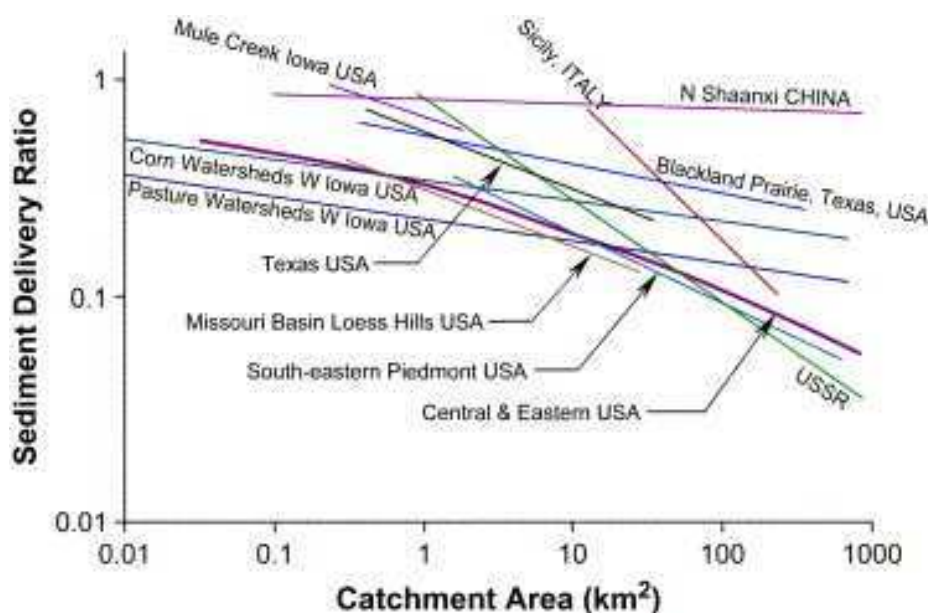 Mule Creek Iowa USA
Sicily, ITALY
N Shaanxi CHINA
Blackland Prairie, Texas, USA
Corn Watersheds W Iowa USA
Pasture Watersheds W Iowa USA
Texas USA
Missouri Basin Loess Hills USA
South-eastern Piedmont USA
Central & Eastern USA
USSR
Sediment Delivery Ratio
1
0.1
0.01
0.01 0.1 1 10 100 1000
Catchment Area (km²)